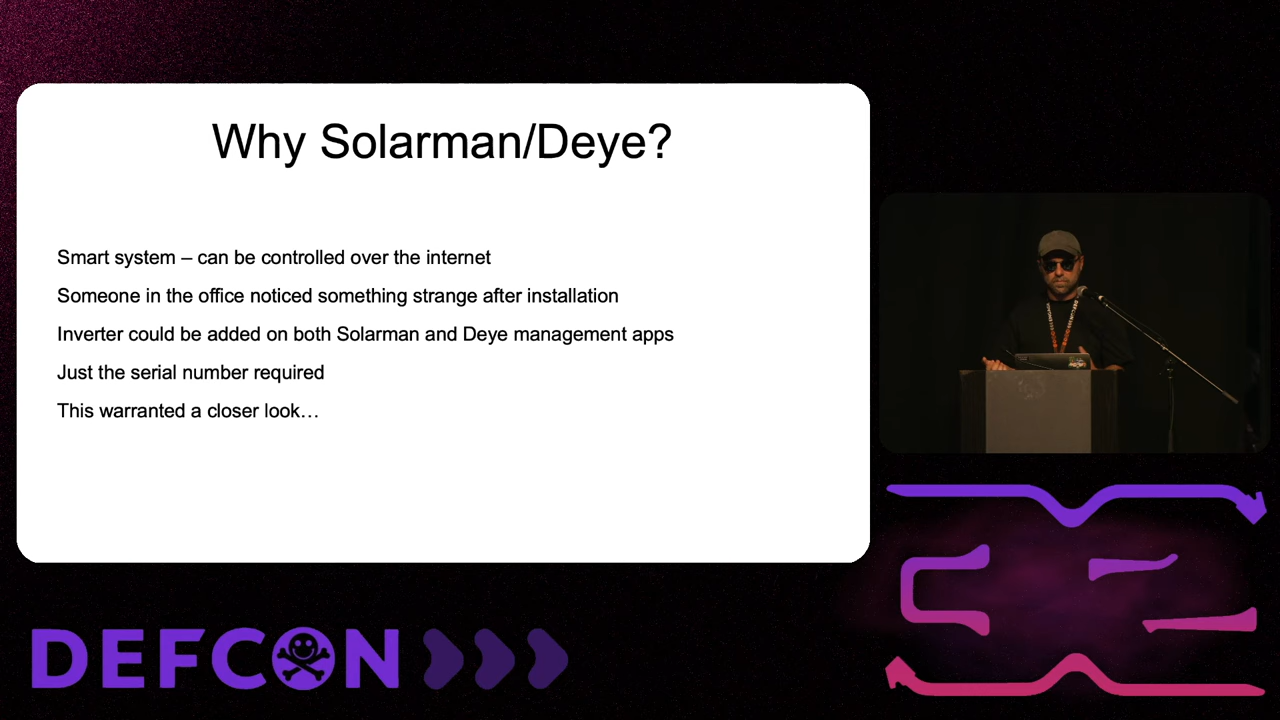 Why Solarman/Deye?
Smart system – can be controlled over the internet
Someone in the office noticed something strange after installation
Inverter could be added on both Solarman and Deye management apps
Just the serial number required
This warranted a closer look…
DEFCON